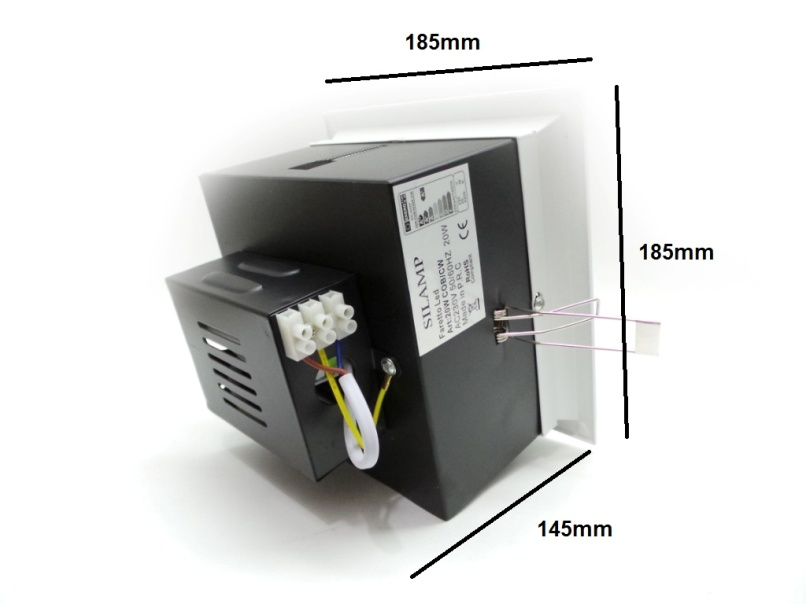 185mm
185mm
SILAMP
Faretto Led
Art:20W COB/CW
AC230V 50/60HZ 20W
Made in P.R.C
RoHS
CE
145mm